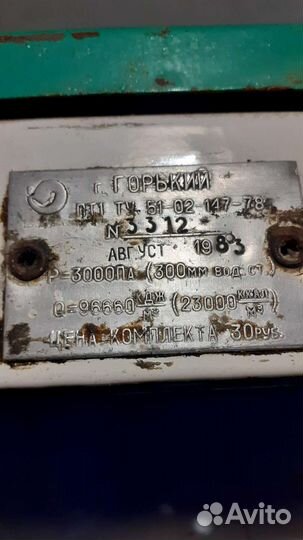 г. ГОРЬКИЙ
ПГ1 ТУ. 51-02-147-78
N 3312
АВГУСТ 1983
P-3000ПА (300мм вод. ст.)
Q=96660 КДЖ/М³ (23000 ККАЛ/М³)
ЦЕНА КОМПЛЕКТА 30РУБ.
Avito